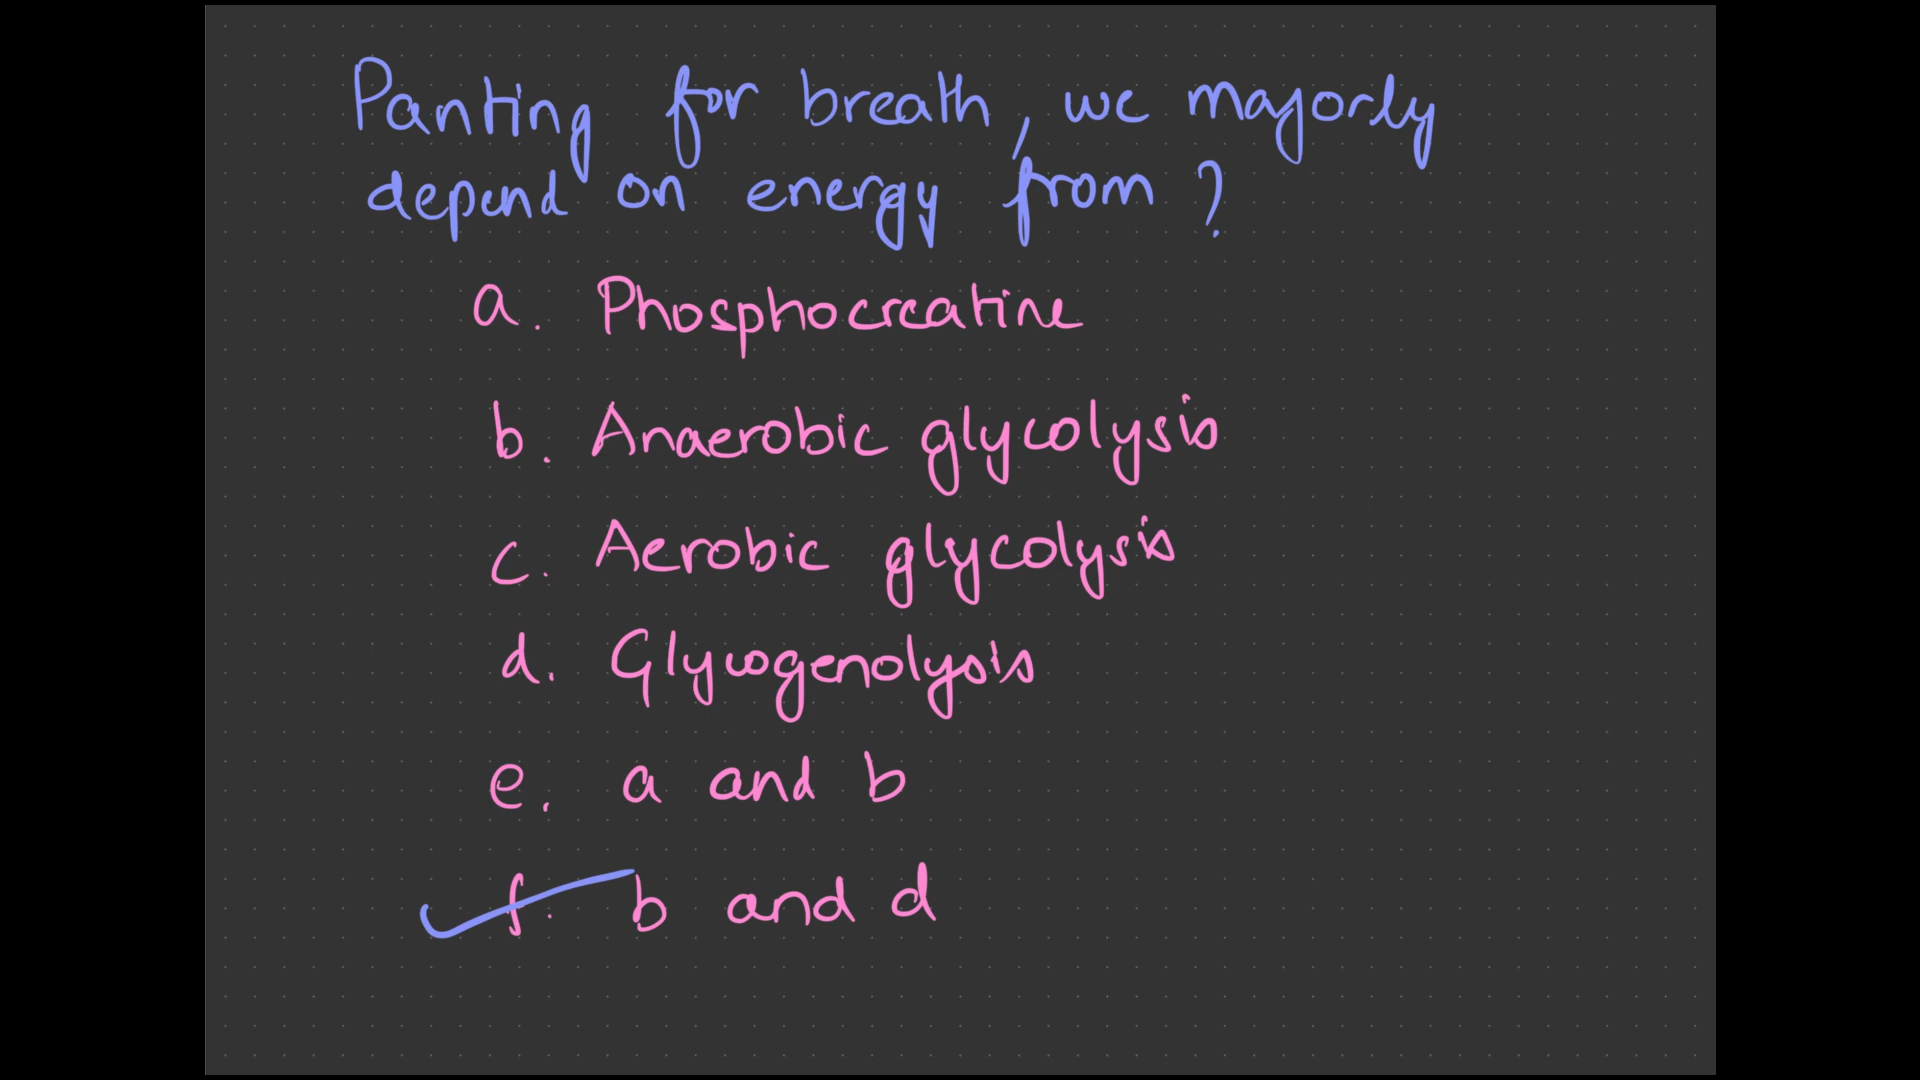 Panting for breath, we majorly
depend on energy from?
a. Phosphocreatine
b. Anaerobic glycolysis
c. Aerobic glycolysis
d. Glycogenolysis
e. a and b
f. b and d